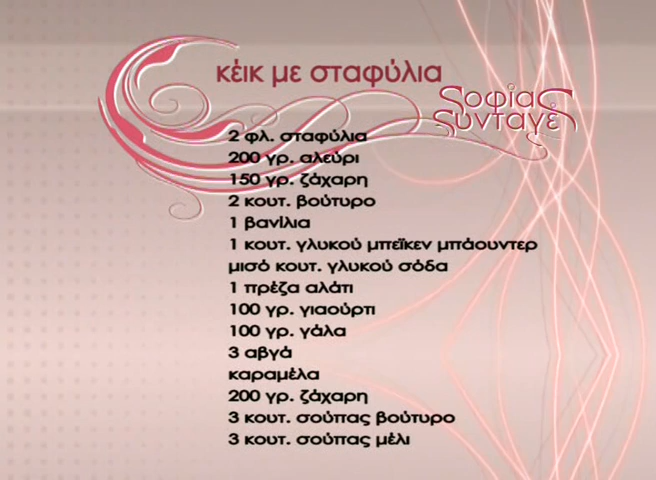 κέικ με σταφύλια
Σοφίας
Συνταγές
2 φλ. σταφύλια
200 γρ. αλεύρι
150 γρ. ζάχαρη
2 κουτ. βούτυρο
1 βανίλια
1 κουτ. γλυκού μπεϊκεν μπάουντερ
μισό κουτ. γλυκού σόδα
1 πρέζα αλάτι
100 γρ. γιαούρτι
100 γρ. γάλα
3 αβγά
καραμέλα
200 γρ. ζάχαρη
3 κουτ. σούπας βούτυρο
3 κουτ. σούπας μέλι